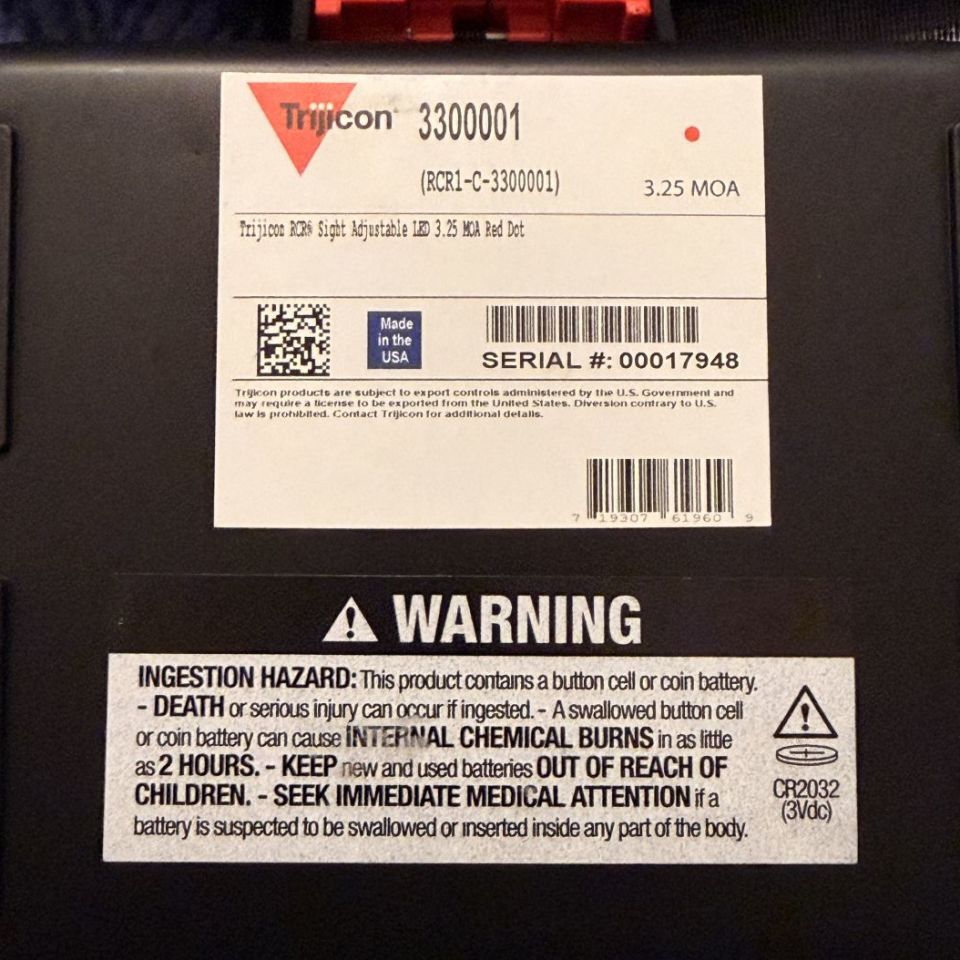 Trijicon 3300001
(RCR1-C-3300001) 3.25 MOA
Trijicon RCR® Sight Adjustable LED 3.25 MOA Red Dot
Made
in the
USA
SERIAL #: 00017948
Trijicon products are subject to export controls administered by the U.S. Government and
may require a license to be exported from the United States. Diversion contrary to U.S.
law is prohibited. Contact Trijicon for additional details.
7 19307 61960 9
WARNING
INGESTION HAZARD: This product contains a button cell or coin battery.
- DEATH or serious injury can occur if ingested. - A swallowed button cell
or coin battery can cause INTERNAL CHEMICAL BURNS in as little
as 2 HOURS. - KEEP new and used batteries OUT OF REACH OF
CHILDREN. - SEEK IMMEDIATE MEDICAL ATTENTION if a
battery is suspected to be swallowed or inserted inside any part of the body.
CR2032
(3Vdc)